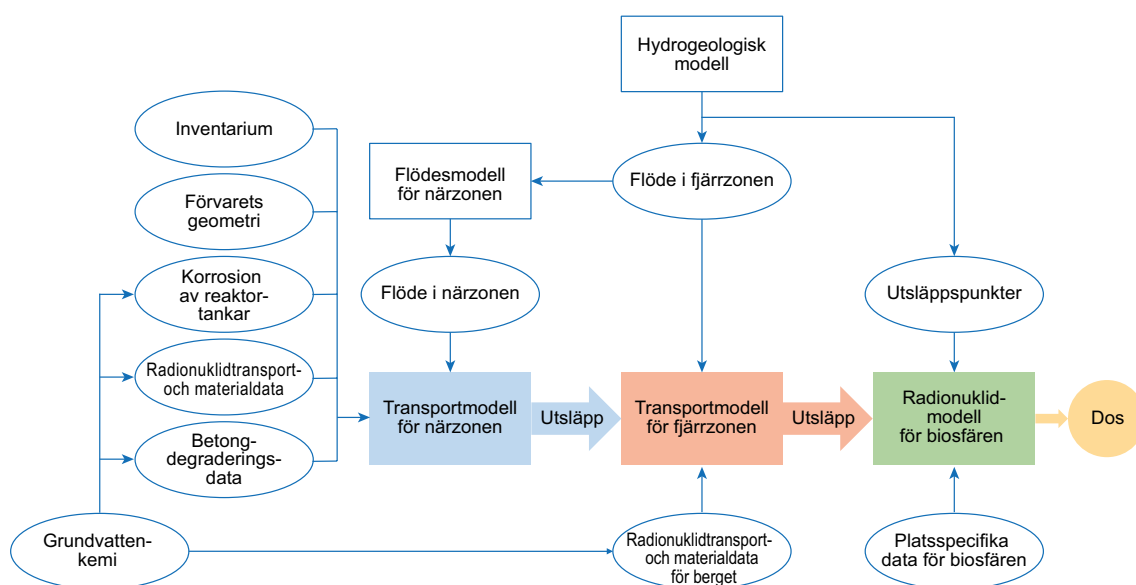 Hydrogeologisk
modell
Inventarium
Flödesmodell
för närzonen
Flöde i fjärrzonen
Förvarets
geometri
Korrosion
av reaktor-
tankar
Flöde i närzonen
Utsläppspunkter
Radionuklidtransport-
och materialdata
Transportmodell
för närzonen
Utsläpp
Transportmodell
för fjärrzonen
Utsläpp
Radionuklid-
modell
för biosfären
Dos
Betong-
degraderings-
data
Grundvatten-
kemi
Radionuklidtransport-
och materialdata
för berget
Platsspecifika
data för biosfären